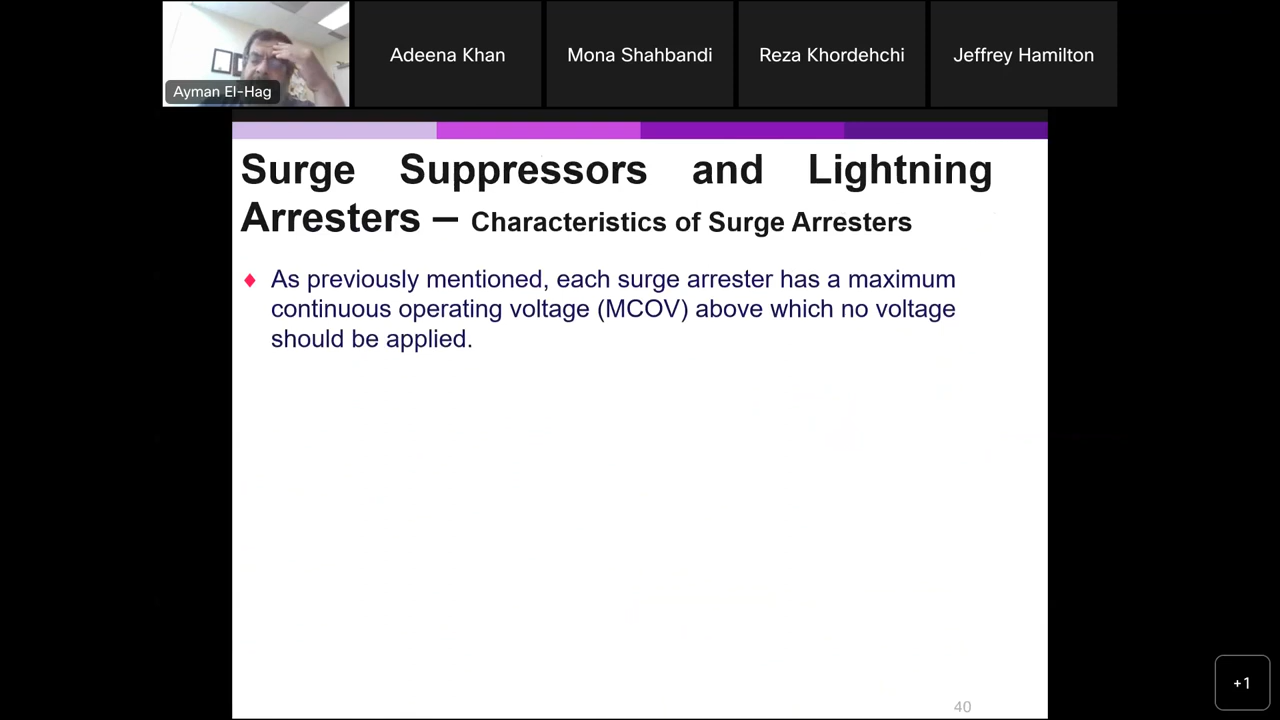 Ayman El-Hag
Adeena Khan
Mona Shahbandi
Reza Khordehchi
Jeffrey Hamilton
Surge Suppressors and Lightning
Arresters – Characteristics of Surge Arresters
As previously mentioned, each surge arrester has a maximum
continuous operating voltage (MCOV) above which no voltage
should be applied.
40
+1